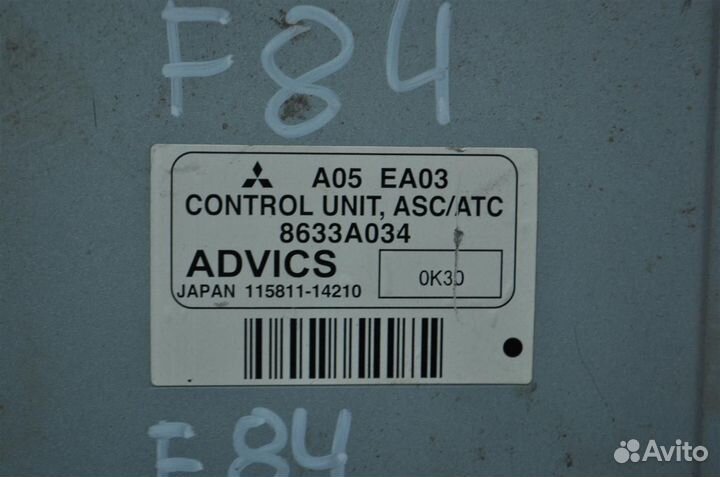 F84
A05 EA03
CONTROL UNIT, ASC/ATC
8633A034
ADVICS
0K30
JAPAN 115811-14210
F84
Avito